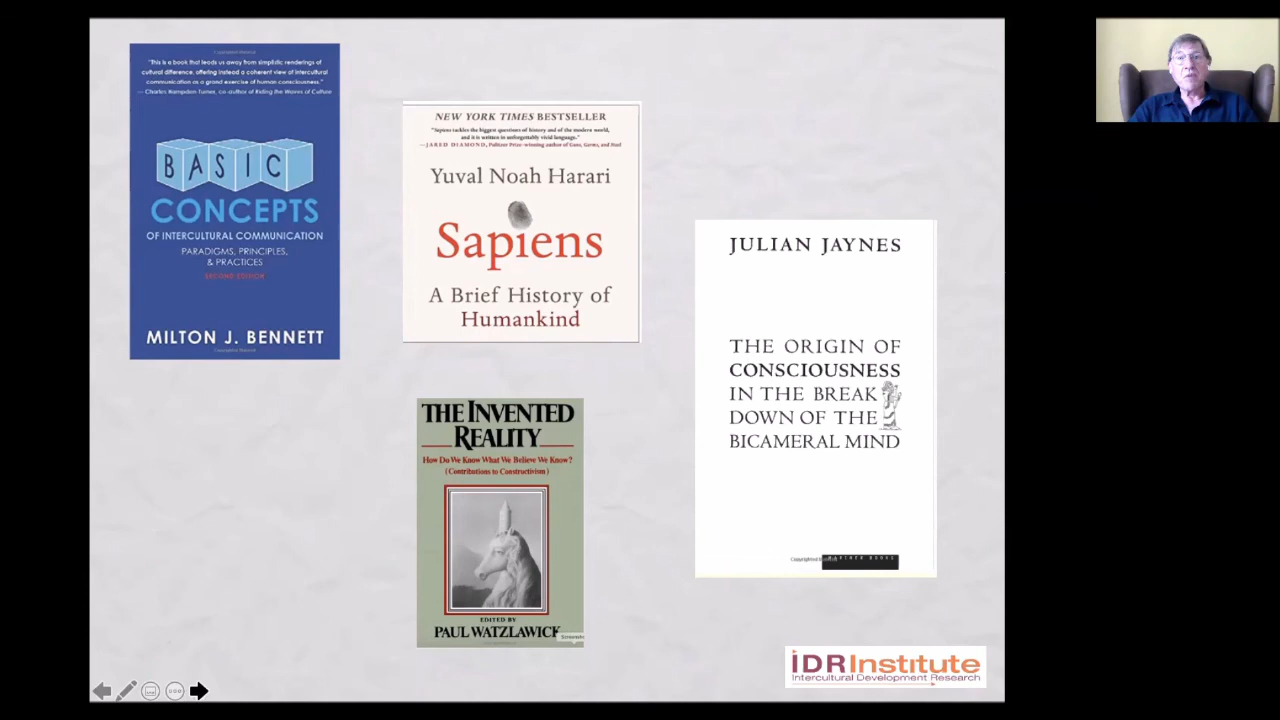 "This is a book that leads us away from simplistic renderings of
cultural difference, offering instead a coherent view of intercultural
communication as a grand exercise of human consciousness."
— Charles Hampden Turner, co-author of Riding the Waves of Culture
BASIC
CONCEPTS
OF INTERCULTURAL COMMUNICATION
PARADIGMS, PRINCIPLES,
& PRACTICES
SECOND EDITION
MILTON J. BENNETT
NEW YORK TIMES BESTSELLER
"Sapiens tackles the biggest questions of history and of the modern world,
and it is written in unforgettably vivid language."
—JARED DIAMOND, Pulitzer Prize-winning author of Guns, Germs, and Steel
Yuval Noah Harari
Sapiens
A Brief History of
Humankind
THE INVENTED
REALITY
How Do We Know What We Believe We Know?
(Contributions to Constructivism)
EDITED BY
PAUL WATZLAWICK
JULIAN JAYNES
THE ORIGIN OF
CONSCIOUSNESS
IN THE BREAK
DOWN OF THE
BICAMERAL MIND
MARINER BOOKS
IDRInstitute
Intercultural Development Research